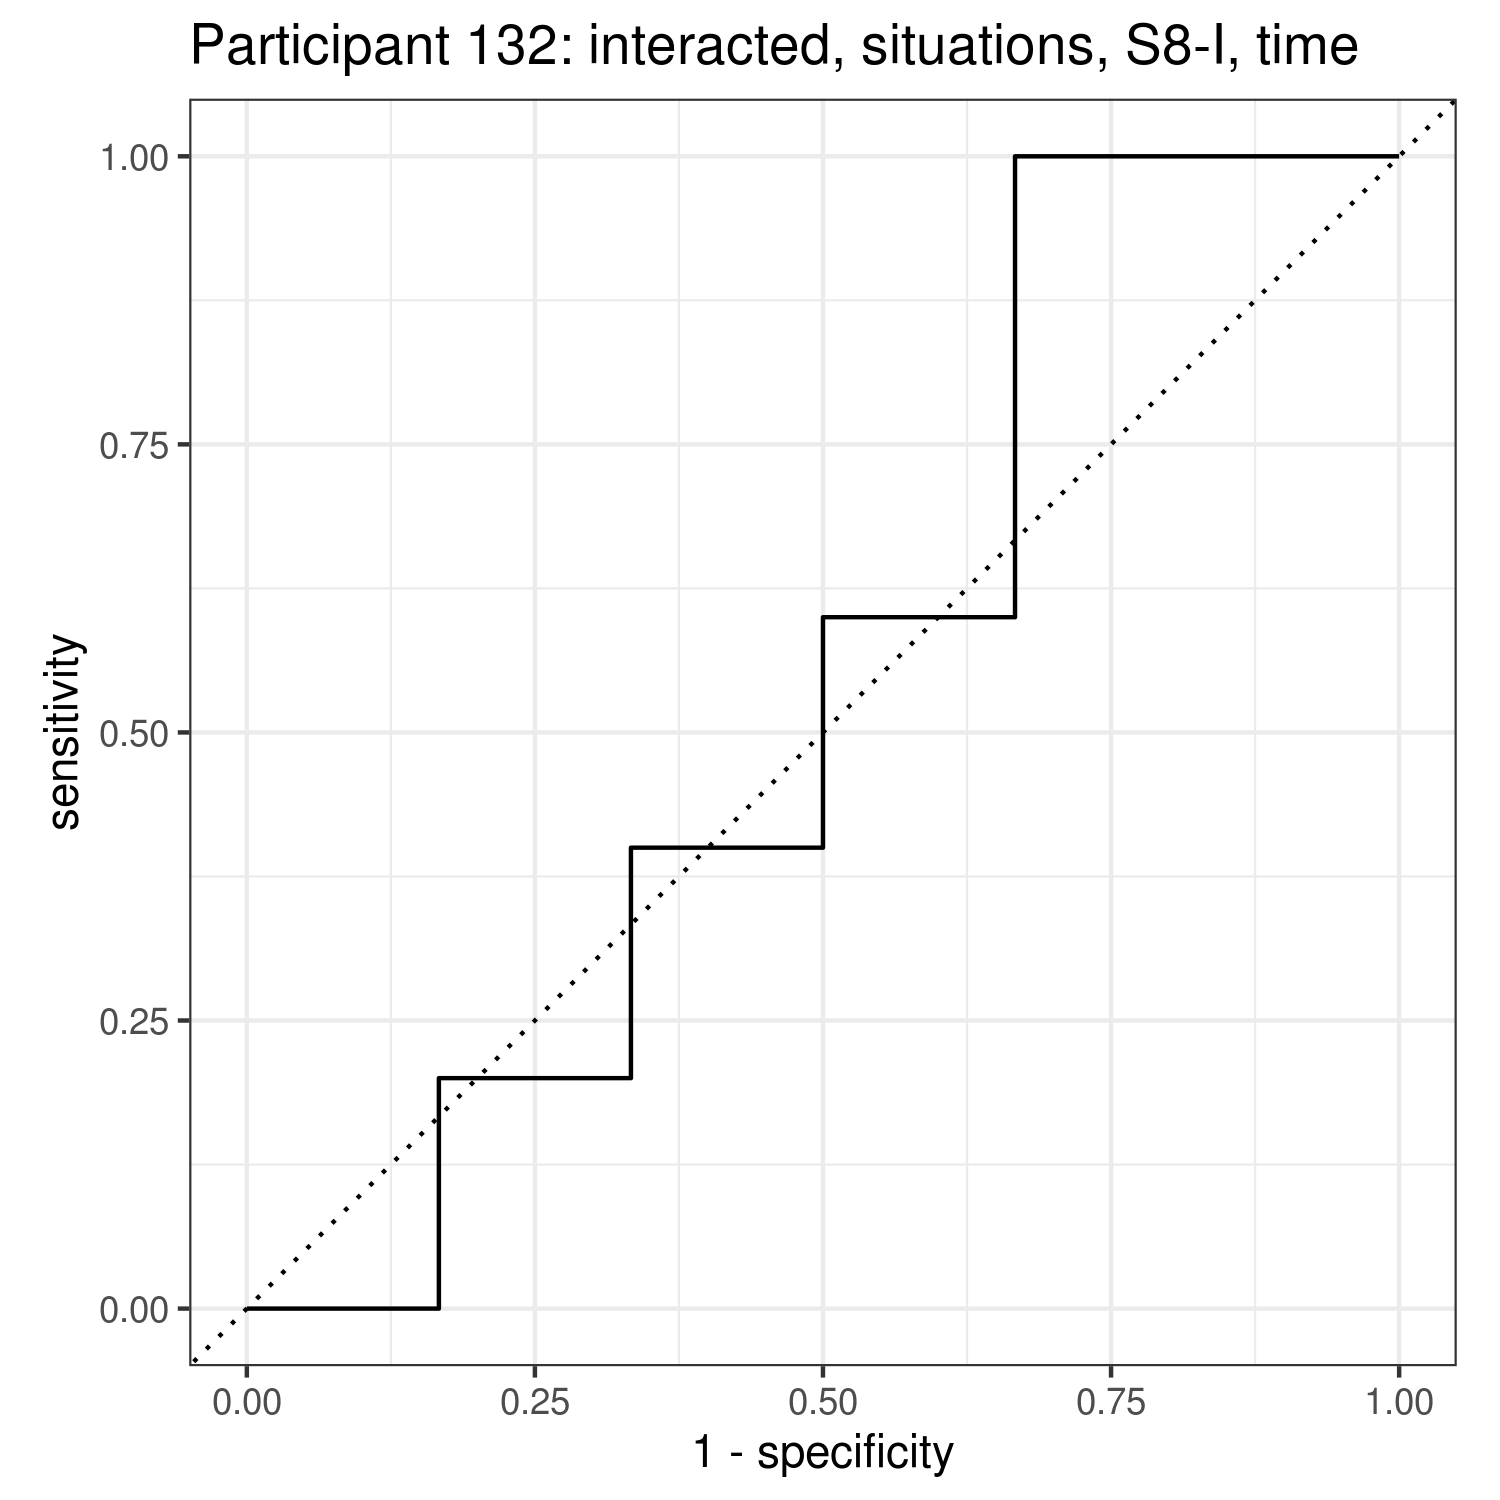 Participant 132: interacted, situations, S8-I, time
1.00
0.75
0.50
0.25
0.00
sensitivity
0.00 0.25 0.50 0.75 1.00
1 - specificity